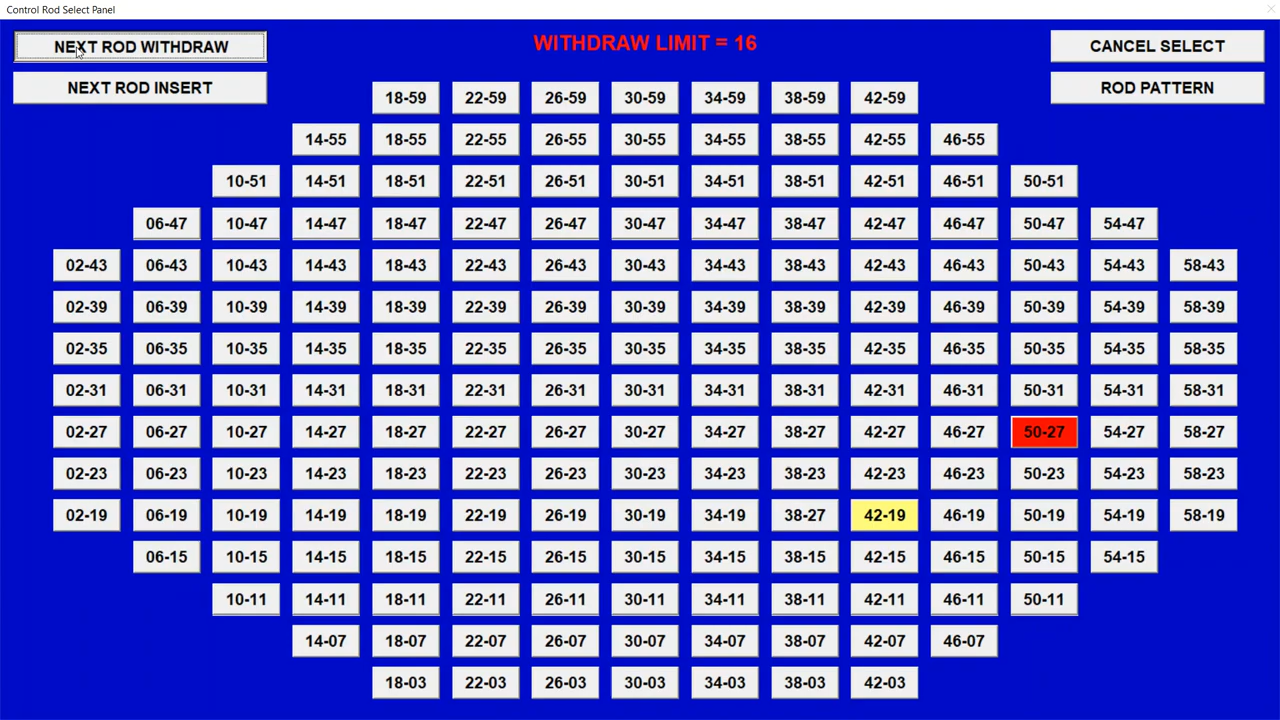 Control Rod Select Panel
NEXT ROD WITHDRAW WITHDRAW LIMIT = 16 CANCEL SELECT
NEXT ROD INSERT ROD PATTERN
18-59 22-59 26-59 30-59 34-59 38-59 42-59
14-55 18-55 22-55 26-55 30-55 34-55 38-55 42-55 46-55
10-51 14-51 18-51 22-51 26-51 30-51 34-51 38-51 42-51 46-51 50-51
06-47 10-47 14-47 18-47 22-47 26-47 30-47 34-47 38-47 42-47 46-47 50-47 54-47
02-43 06-43 10-43 14-43 18-43 22-43 26-43 30-43 34-43 38-43 42-43 46-43 50-43 54-43 58-43
02-39 06-39 10-39 14-39 18-39 22-39 26-39 30-39 34-39 38-39 42-39 46-39 50-39 54-39 58-39
02-35 06-35 10-35 14-35 18-35 22-35 26-35 30-35 34-35 38-35 42-35 46-35 50-35 54-35 58-35
02-31 06-31 10-31 14-31 18-31 22-31 26-31 30-31 34-31 38-31 42-31 46-31 50-31 54-31 58-31
02-27 06-27 10-27 14-27 18-27 22-27 26-27 30-27 34-27 38-27 42-27 46-27 50-27 54-27 58-27
02-23 06-23 10-23 14-23 18-23 22-23 26-23 30-23 34-23 38-23 42-23 46-23 50-23 54-23 58-23
02-19 06-19 10-19 14-19 18-19 22-19 26-19 30-19 34-19 38-27 42-19 46-19 50-19 54-19 58-19
06-15 10-15 14-15 18-15 22-15 26-15 30-15 34-15 38-15 42-15 46-15 50-15 54-15
10-11 14-11 18-11 22-11 26-11 30-11 34-11 38-11 42-11 46-11 50-11
14-07 18-07 22-07 26-07 30-07 34-07 38-07 42-07 46-07
18-03 22-03 26-03 30-03 34-03 38-03 42-03